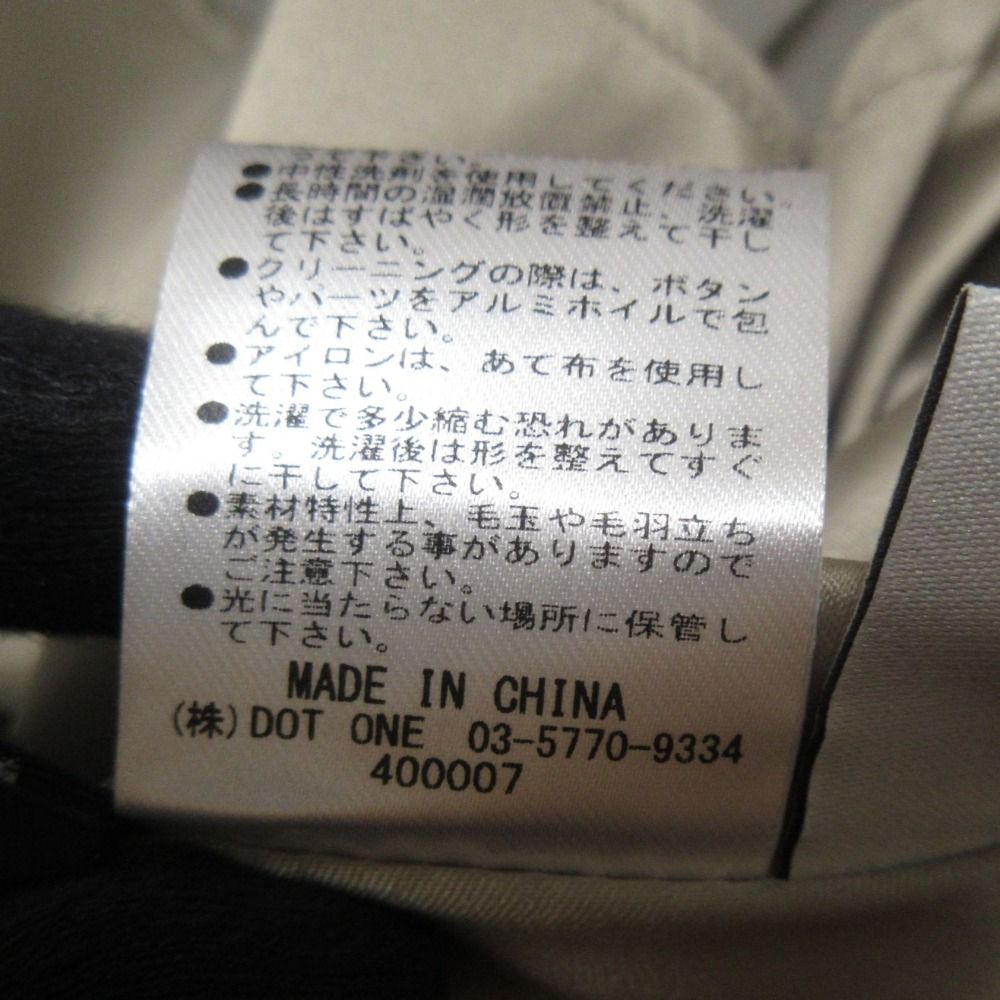 って下さい。
●中性洗剤を使用してください。
●長時間の湿潤放置禁止、洗濯
後はすばやく形を整えて干し
て下さい。
●クリーニングの際は、ボタン
やパーツをアルミホイルで包
んで下さい。
●アイロンは、あて布を使用し
て下さい。
●洗濯で多少縮む恐れがありま
す。洗濯後は形を整えてすぐ
に干して下さい。
●素材特性上、毛玉や毛羽立ち
が発生する事がありますので
ご注意下さい。
●光に当たらない場所に保管し
て下さい。
MADE IN CHINA
(株)DOT ONE 03-5770-9334
400007